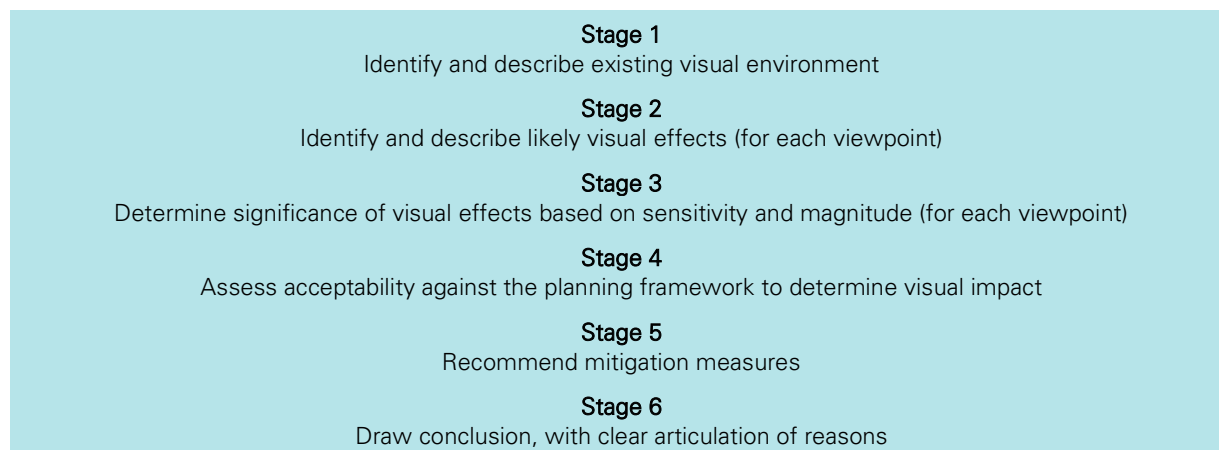 Stage 1
Identify and describe existing visual environment
Stage 2
Identify and describe likely visual effects (for each viewpoint)
Stage 3
Determine significance of visual effects based on sensitivity and magnitude (for each viewpoint)
Stage 4
Assess acceptability against the planning framework to determine visual impact
Stage 5
Recommend mitigation measures
Stage 6
Draw conclusion, with clear articulation of reasons